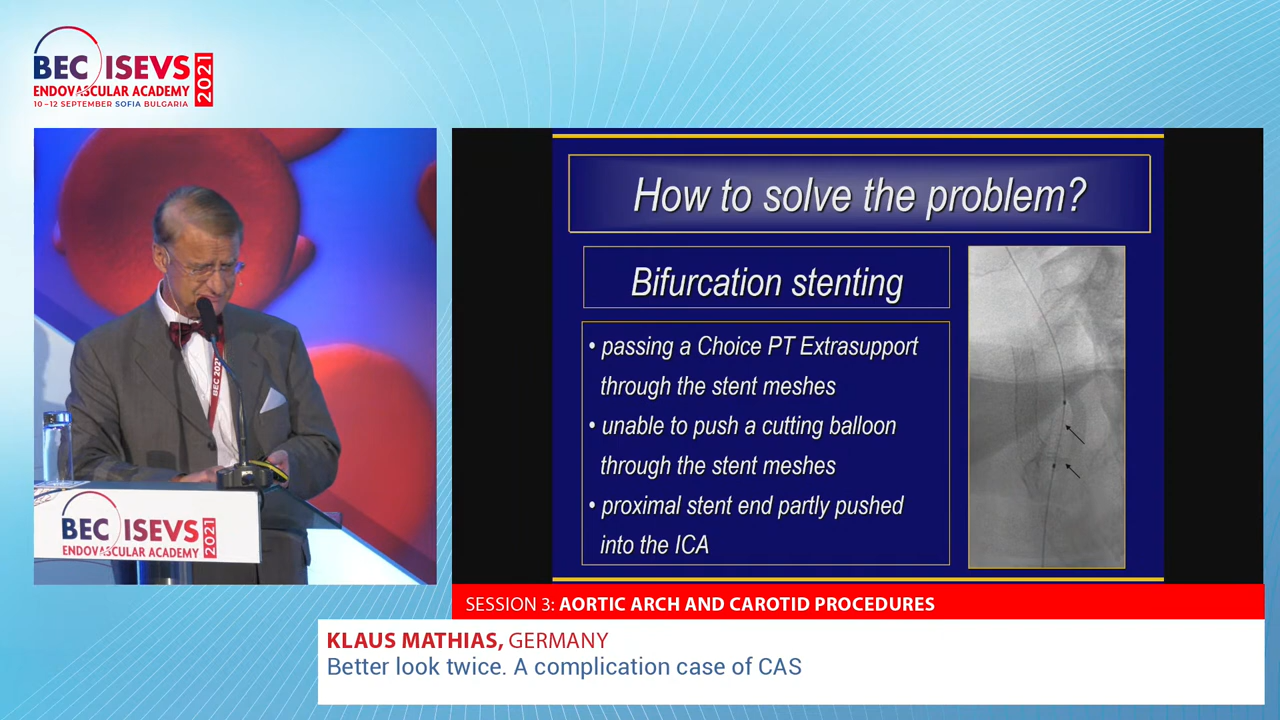 BEC ISEVS
ENDOVASCULAR ACADEMY
2021
10–12 SEPTEMBER SOFIA BULGARIA
BEC 2021
BEC ISEVS
ENDOVASCULAR ACADEMY
2021
How to solve the problem?
Bifurcation stenting
• passing a Choice PT Extrasupport
through the stent meshes
• unable to push a cutting balloon
through the stent meshes
• proximal stent end partly pushed
into the ICA
SESSION 3: AORTIC ARCH AND CAROTID PROCEDURES
KLAUS MATHIAS, GERMANY
Better look twice. A complication case of CAS